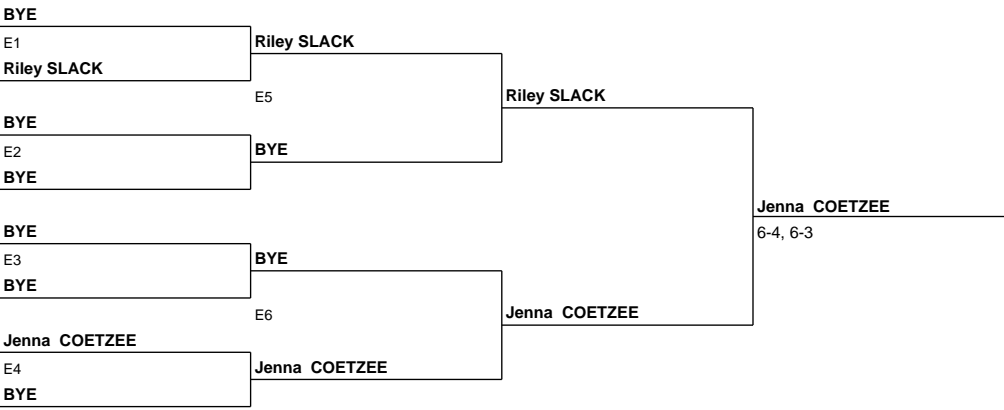 BYE
E1
Riley SLACK
Riley SLACK
E5
Riley SLACK
BYE
E2
BYE
BYE
Jenna COETZEE
6-4, 6-3
BYE
E3
BYE
BYE
E6
Jenna COETZEE
Jenna COETZEE
E4
Jenna COETZEE
BYE